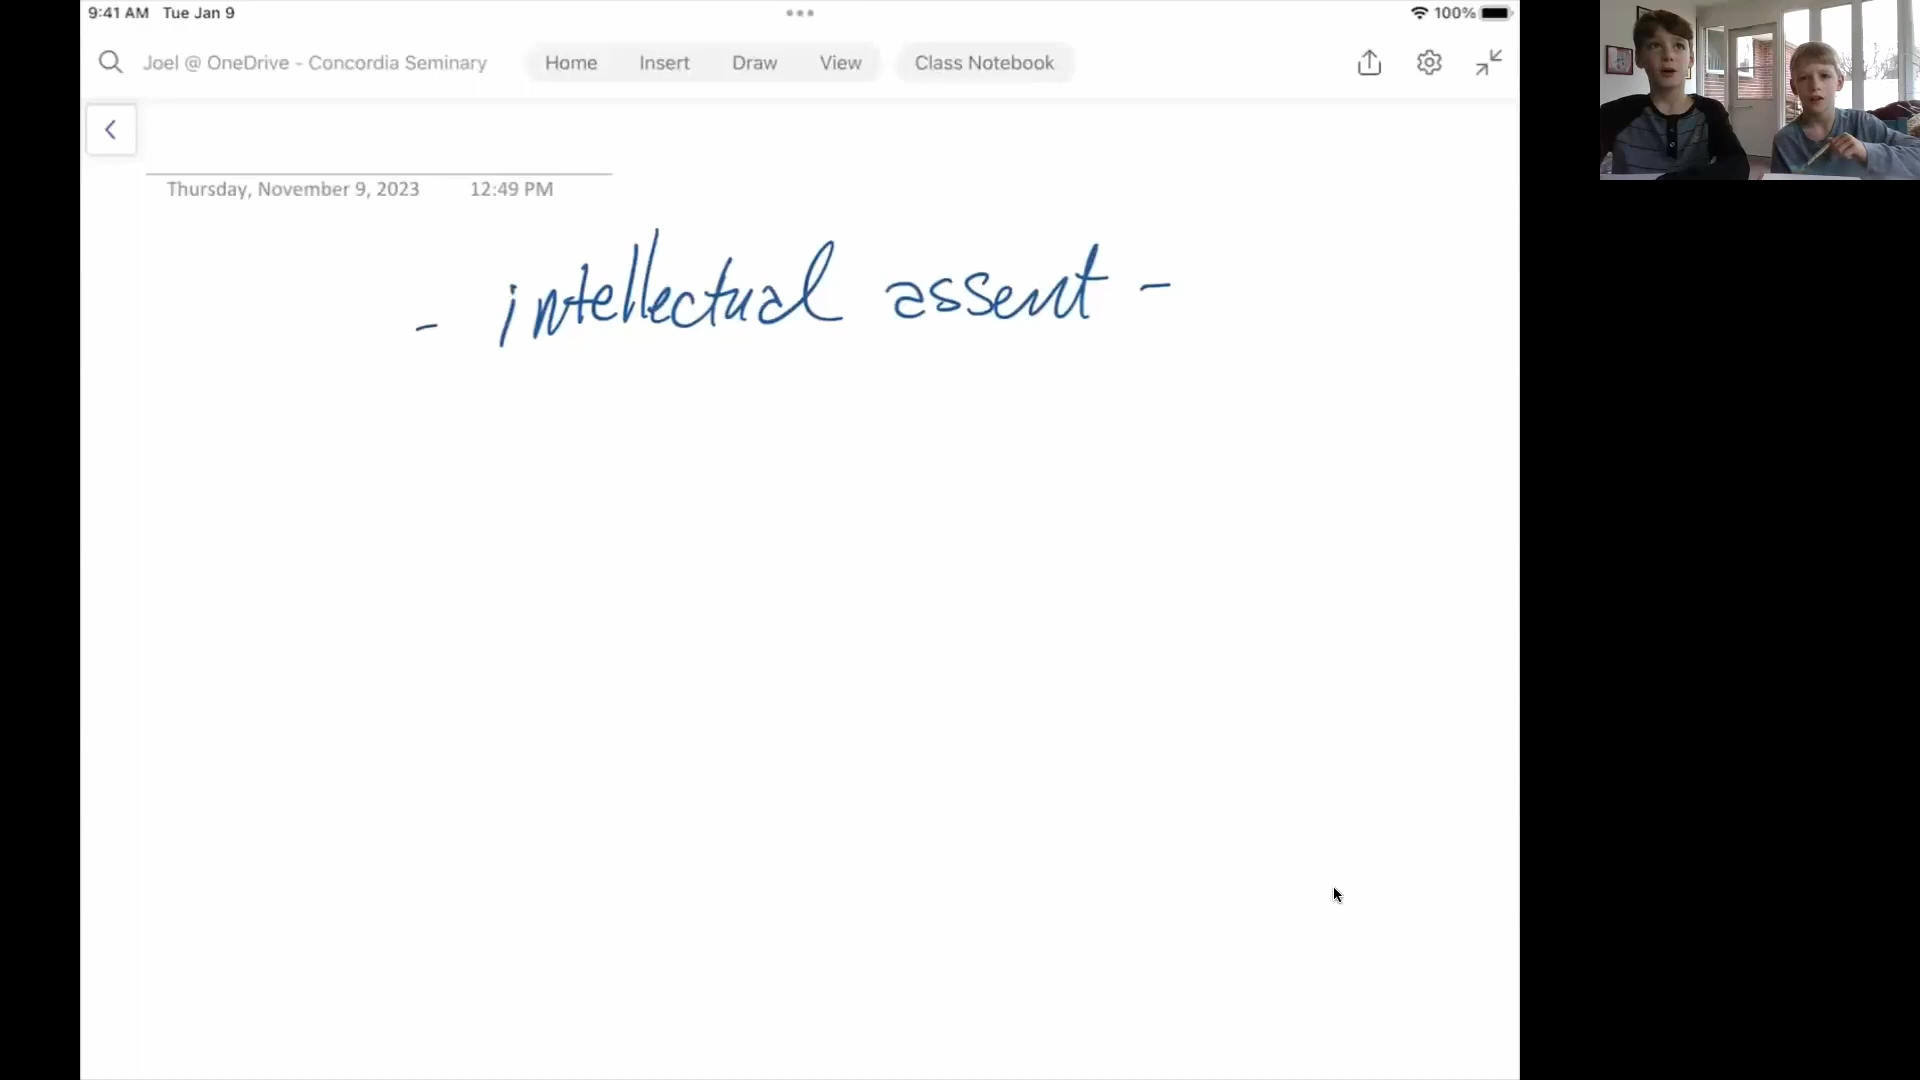 9:41 AM Tue Jan 9
100%
Joel @ OneDrive - Concordia Seminary Home Insert Draw View Class Notebook
Thursday, November 9, 2023 12:49 PM
- intellectual assent -